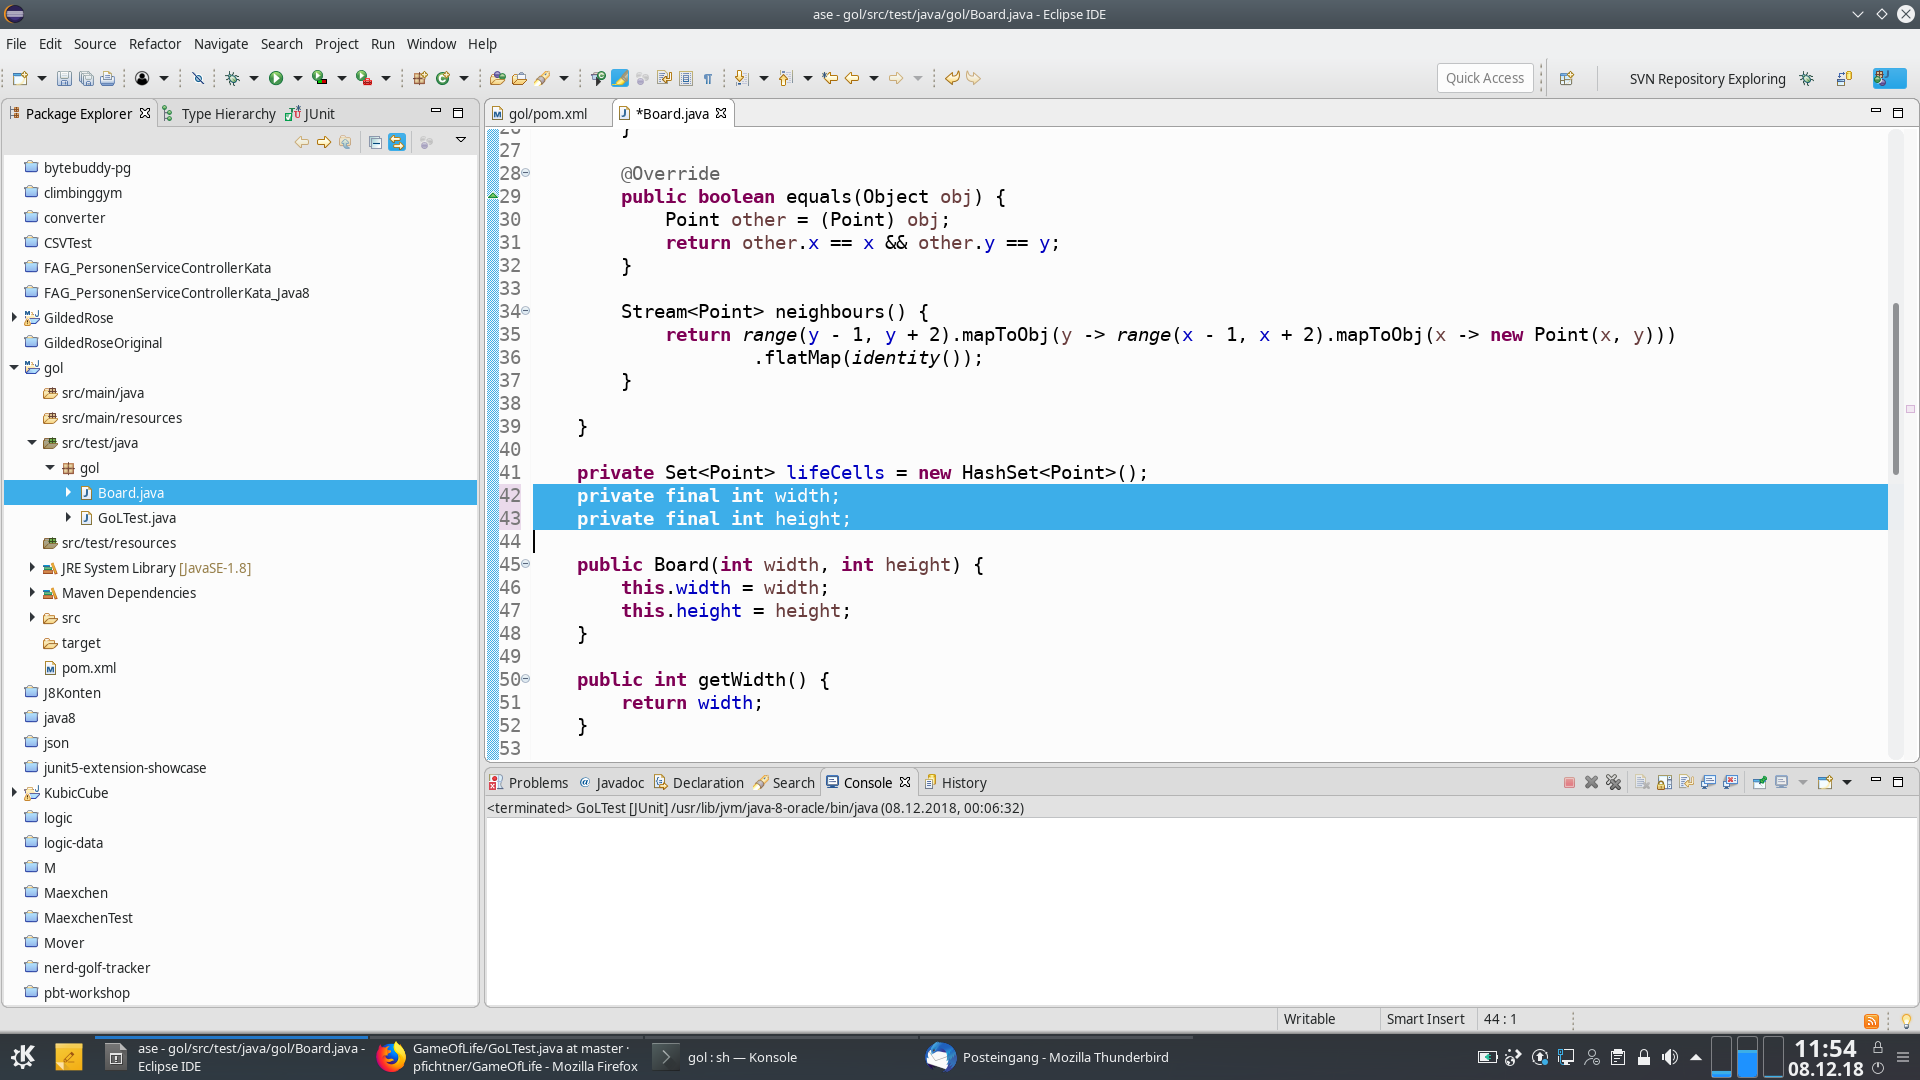 ase - gol/src/test/java/gol/Board.java - Eclipse IDE
File Edit Source Refactor Navigate Search Project Run Window Help
Quick Access
SVN Repository Exploring
Package Explorer
Type Hierarchy
JUnit
bytebuddy-pg
climbinggym
converter
CSVTest
FAG_PersonenServiceControllerKata
FAG_PersonenServiceControllerKata_Java8
GildedRose
GildedRoseOriginal
gol
src/main/java
src/main/resources
src/test/java
gol
Board.java
GoLTest.java
src/test/resources
JRE System Library [JavaSE-1.8]
Maven Dependencies
src
target
pom.xml
J8Konten
java8
json
junit5-extension-showcase
KubicCube
logic
logic-data
M
Maexchen
MaexchenTest
Mover
nerd-golf-tracker
pbt-workshop
gol/pom.xml
*Board.java
26 }
27
28 @Override
29 public boolean equals(Object obj) {
30 Point other = (Point) obj;
31 return other.x == x && other.y == y;
32 }
33
34 Stream<Point> neighbours() {
35 return range(y - 1, y + 2).mapToObj(y -> range(x - 1, x + 2).mapToObj(x -> new Point(x, y)))
36 .flatMap(identity());
37 }
38
39 }
40
41 private Set<Point> lifeCells = new HashSet<Point>();
42 private final int width;
43 private final int height;
44
45 public Board(int width, int height) {
46 this.width = width;
47 this.height = height;
48 }
49
50 public int getWidth() {
51 return width;
52 }
53
Problems
Javadoc
Declaration
Search
Console
History
<terminated> GoLTest [JUnit] /usr/lib/jvm/java-8-oracle/bin/java (08.12.2018, 00:06:32)
Writable
Smart Insert
44 : 1
ase - gol/src/test/java/gol/Board.java - Eclipse IDE
GameOfLife/GoLTest.java at master · pfichtner/GameOfLife - Mozilla Firefox
gol : sh — Konsole
Posteingang - Mozilla Thunderbird
11:54
08.12.18